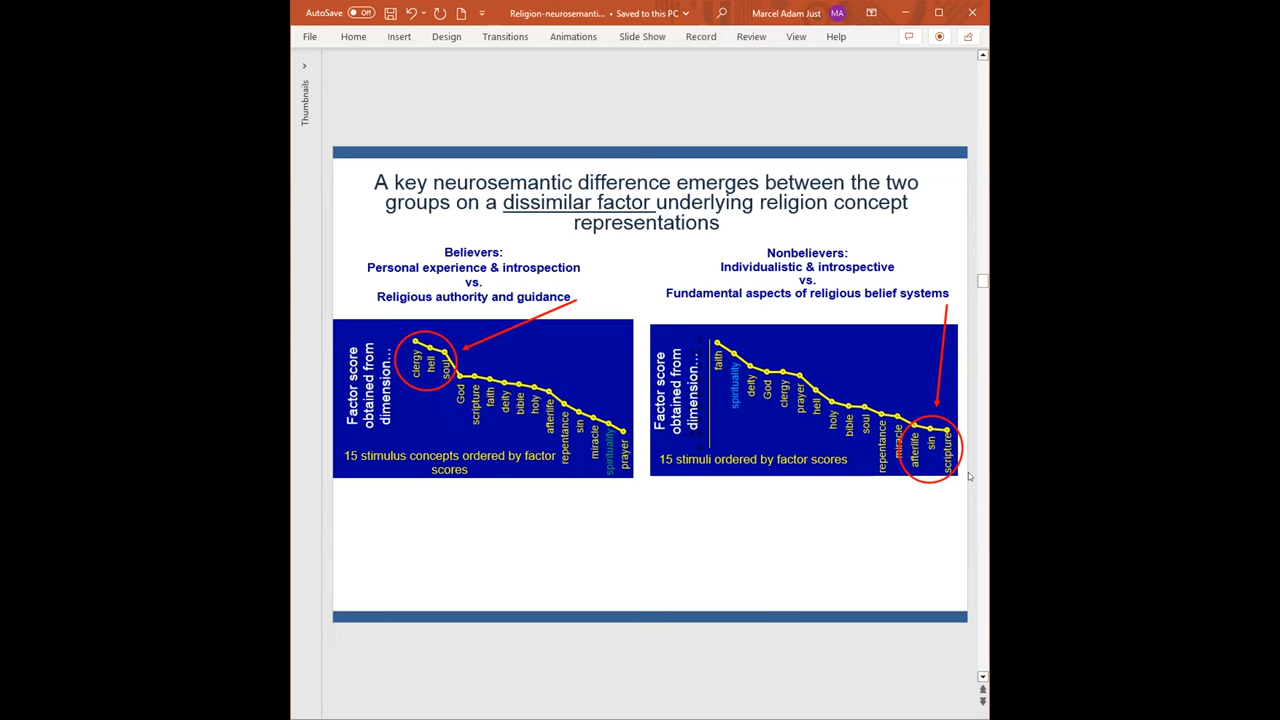 AutoSave Off Religion-neurosemanti... • Saved to this PC Marcel Adam Just MA
File Home Insert Design Transitions Animations Slide Show Record Review View Help
Thumbnails
A key neurosemantic difference emerges between the two
groups on a dissimilar factor underlying religion concept
representations
Believers:
Personal experience & introspection
vs.
Religious authority and guidance
Nonbelievers:
Individualistic & introspective
vs.
Fundamental aspects of religious belief systems
Factor score
obtained from
dimension...
clergy
hell
soul
God
scripture
faith
deity
bible
holy
afterlife
repentance
sin
miracle
spirituality
prayer
15 stimulus concepts ordered by factor
scores
Factor score
obtained from
dimension...
faith
spirituality
deity
God
clergy
prayer
hell
holy
bible
soul
repentance
miracle
afterlife
sin
scripture
15 stimuli ordered by factor scores